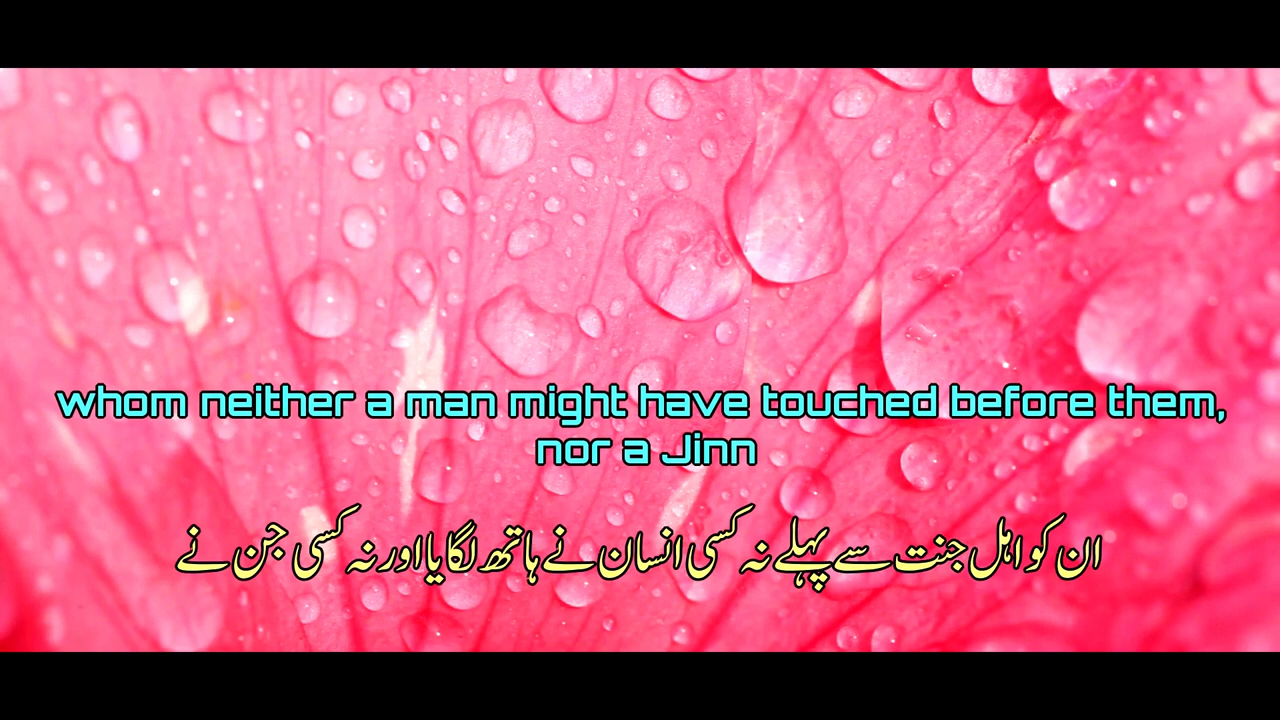 whom neither a man might have touched before them,
nor a Jinn
ان کو اہل جنت سے پہلے نہ کسی انسان نے ہاتھ لگایا اور نہ کسی جن نے